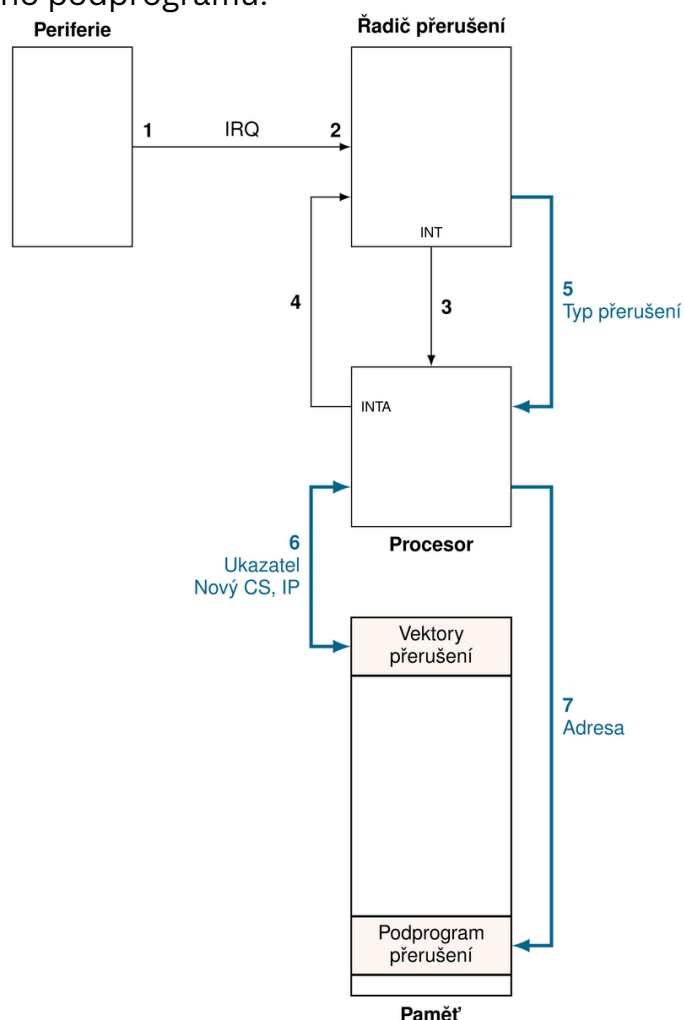 podprogramu.
Periferie
Řadič přerušení
1
IRQ
2
INT
4
3
5
Typ přerušení
INTA
Procesor
6
Ukazatel
Nový CS, IP
Vektory
přerušení
7
Adresa
Podprogram
přerušení
Paměť